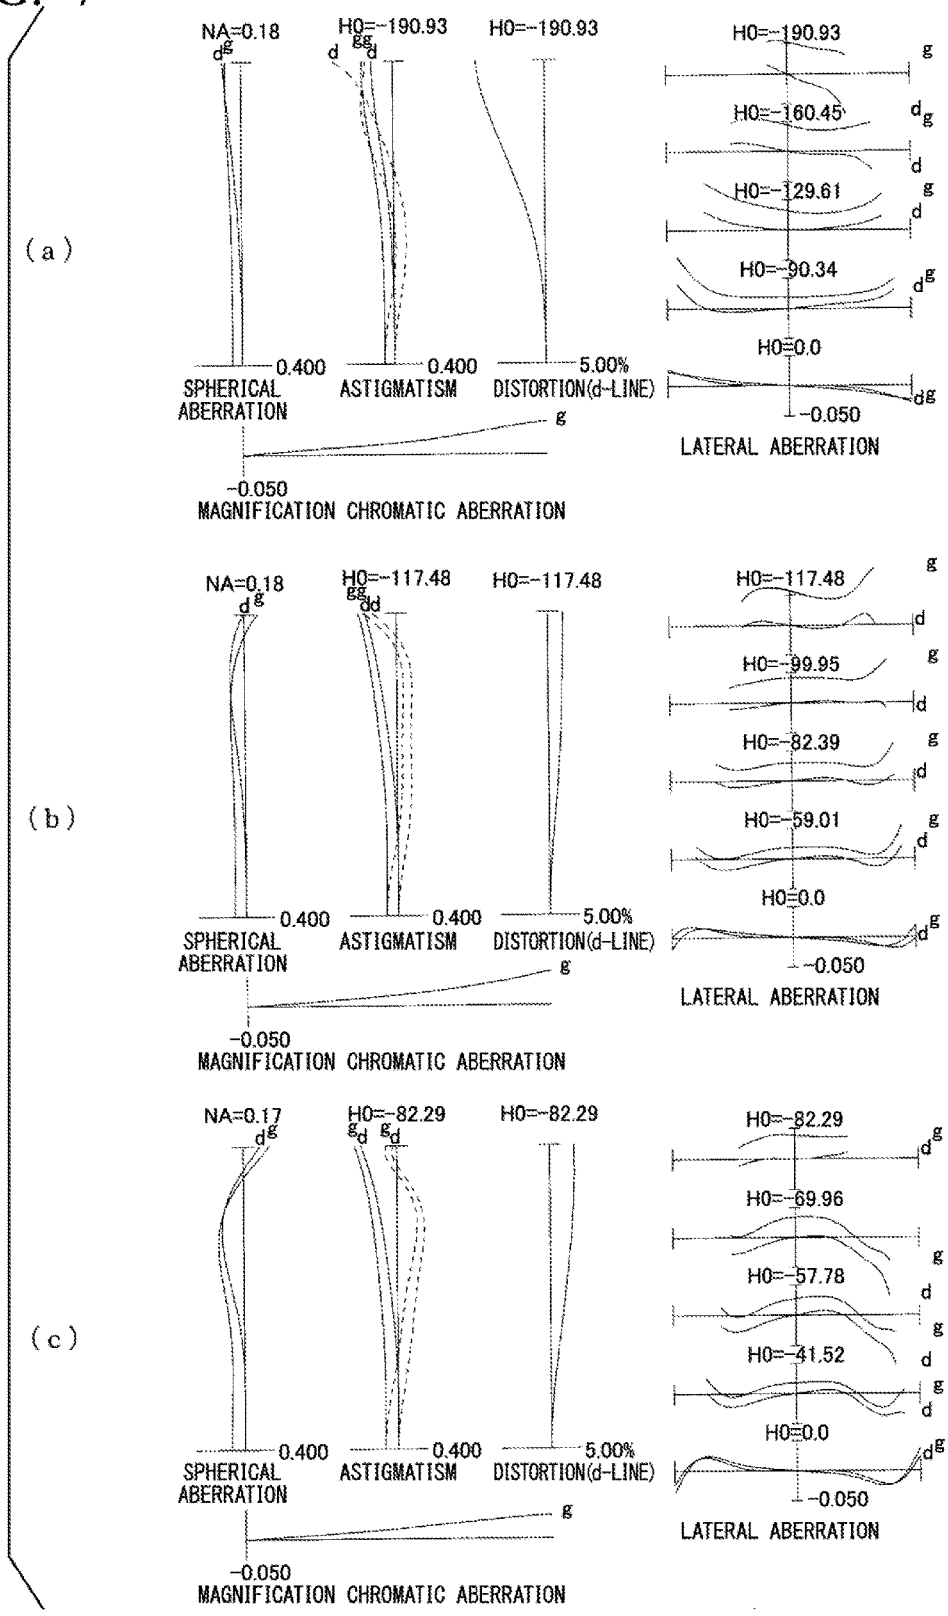 (a)
NA=0.18
d g
0.400
SPHERICAL
ABERRATION
H0=-190.93
d gg d
0.400
ASTIGMATISM
H0=-190.93
5.00%
DISTORTION(d-LINE)
g
-0.050
MAGNIFICATION CHROMATIC ABERRATION
H0=-190.93
g
H0=-160.45
d g
d
H0=-129.61
g
d
H0=-90.34
d g
H0=0.0
d g
-0.050
LATERAL ABERRATION
(b)
NA=0.18
d g
0.400
SPHERICAL
ABERRATION
H0=-117.48
gg dd
0.400
ASTIGMATISM
H0=-117.48
5.00%
DISTORTION(d-LINE)
g
-0.050
MAGNIFICATION CHROMATIC ABERRATION
H0=-117.48
g
d
H0=-99.95
g
d
H0=-82.39
g
d
H0=-59.01
g
d
H0=0.0
d g
-0.050
LATERAL ABERRATION
(c)
NA=0.17
d g
0.400
SPHERICAL
ABERRATION
H0=-82.29
g d g d
0.400
ASTIGMATISM
H0=-82.29
5.00%
DISTORTION(d-LINE)
g
-0.050
MAGNIFICATION CHROMATIC ABERRATION
H0=-82.29
d g
H0=-69.96
g
d
H0=-57.78
g
d
H0=-41.52
g
d
H0=0.0
d g
-0.050
LATERAL ABERRATION